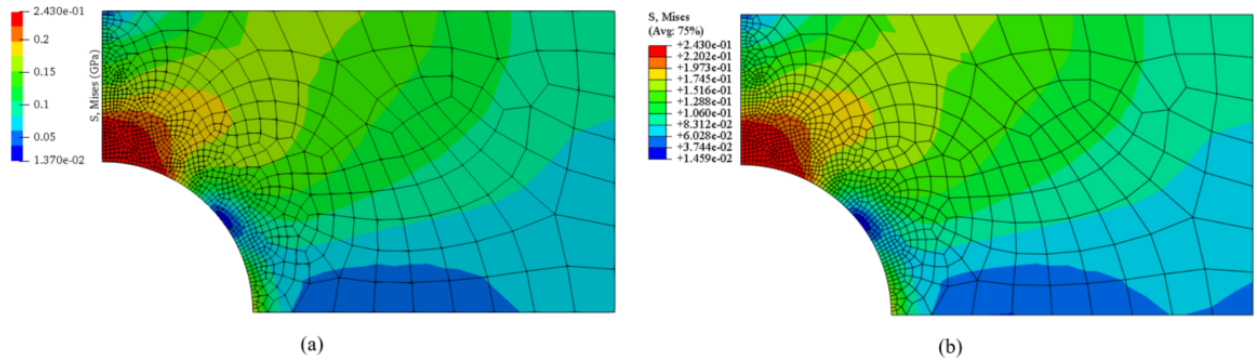 2.430e-01
0.2
0.15
0.1
0.05
1.370e-02
S, Mises (GPa)
(a)
S, Mises
(Avg: 75%)
+2.430e-01
+2.202e-01
+1.973e-01
+1.745e-01
+1.516e-01
+1.288e-01
+1.060e-01
+8.312e-02
+6.028e-02
+3.744e-02
+1.459e-02
(b)